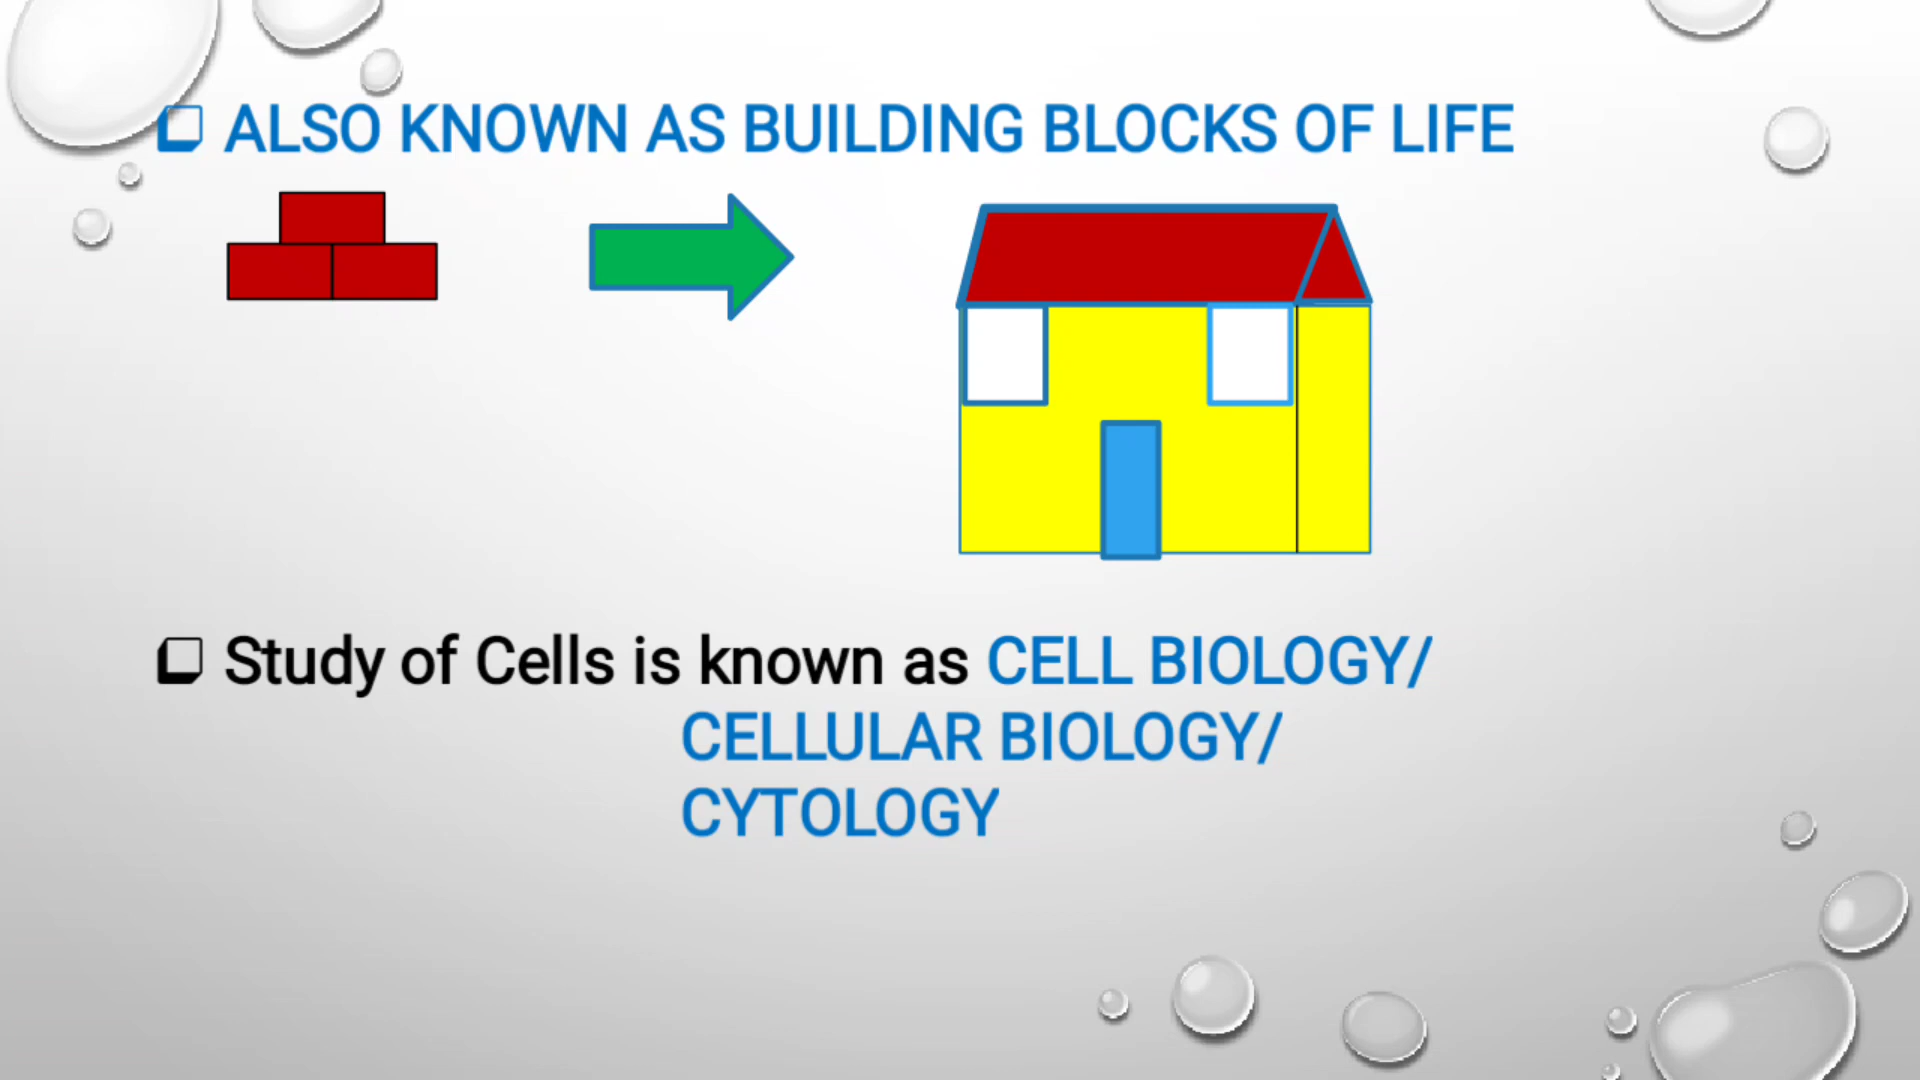 ALSO KNOWN AS BUILDING BLOCKS OF LIFE
Study of Cells is known as CELL BIOLOGY/
CELLULAR BIOLOGY/
CYTOLOGY